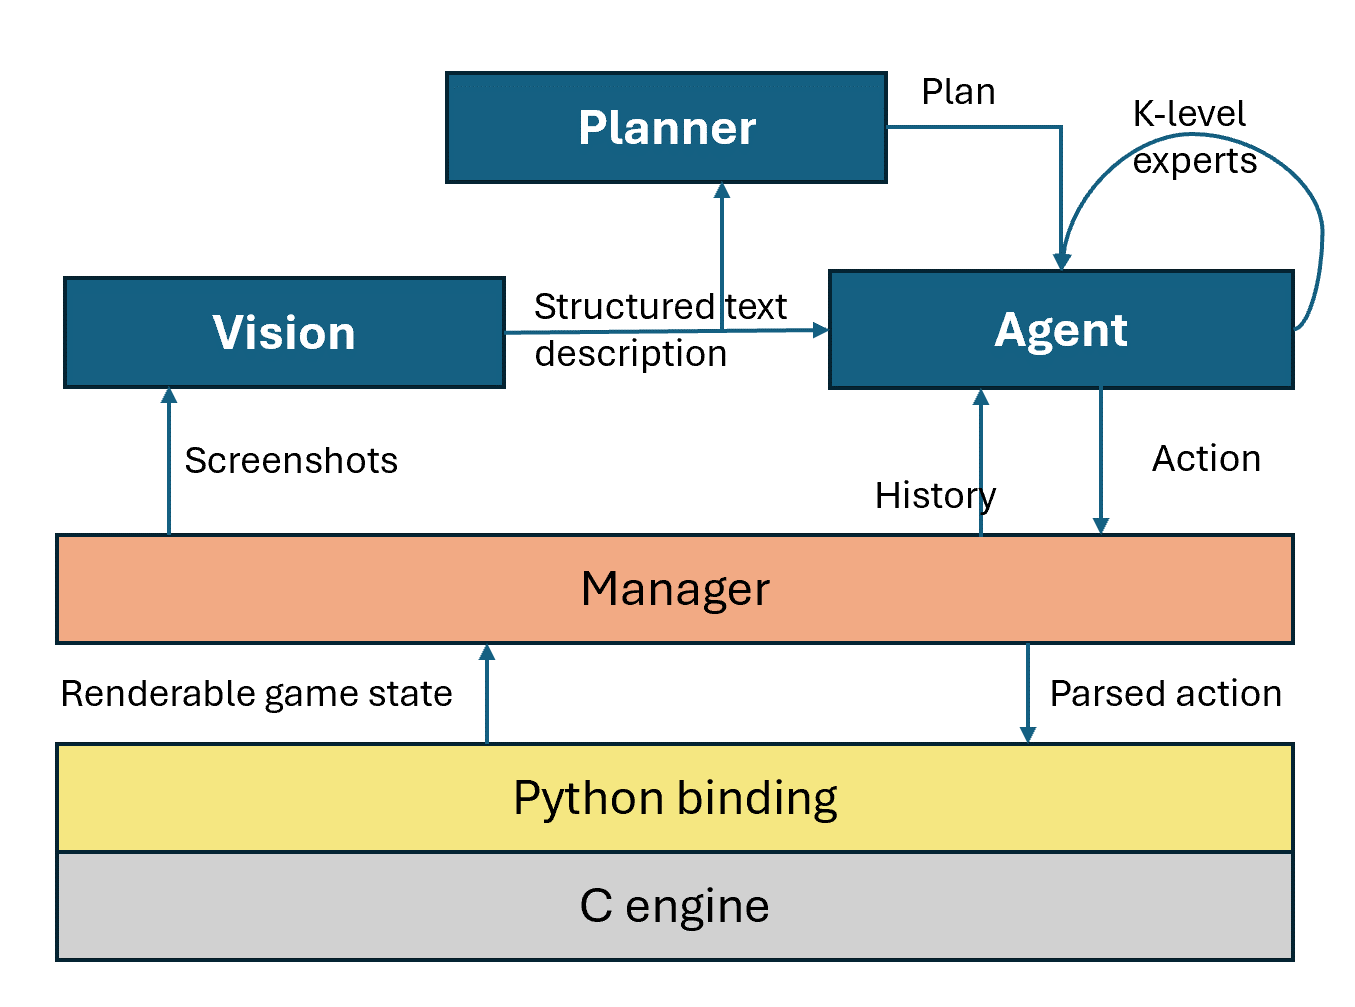 Planner
Plan
K-level
experts
Vision
Structured text
description
Agent
Screenshots
History
Action
Manager
Renderable game state
Parsed action
Python binding
C engine